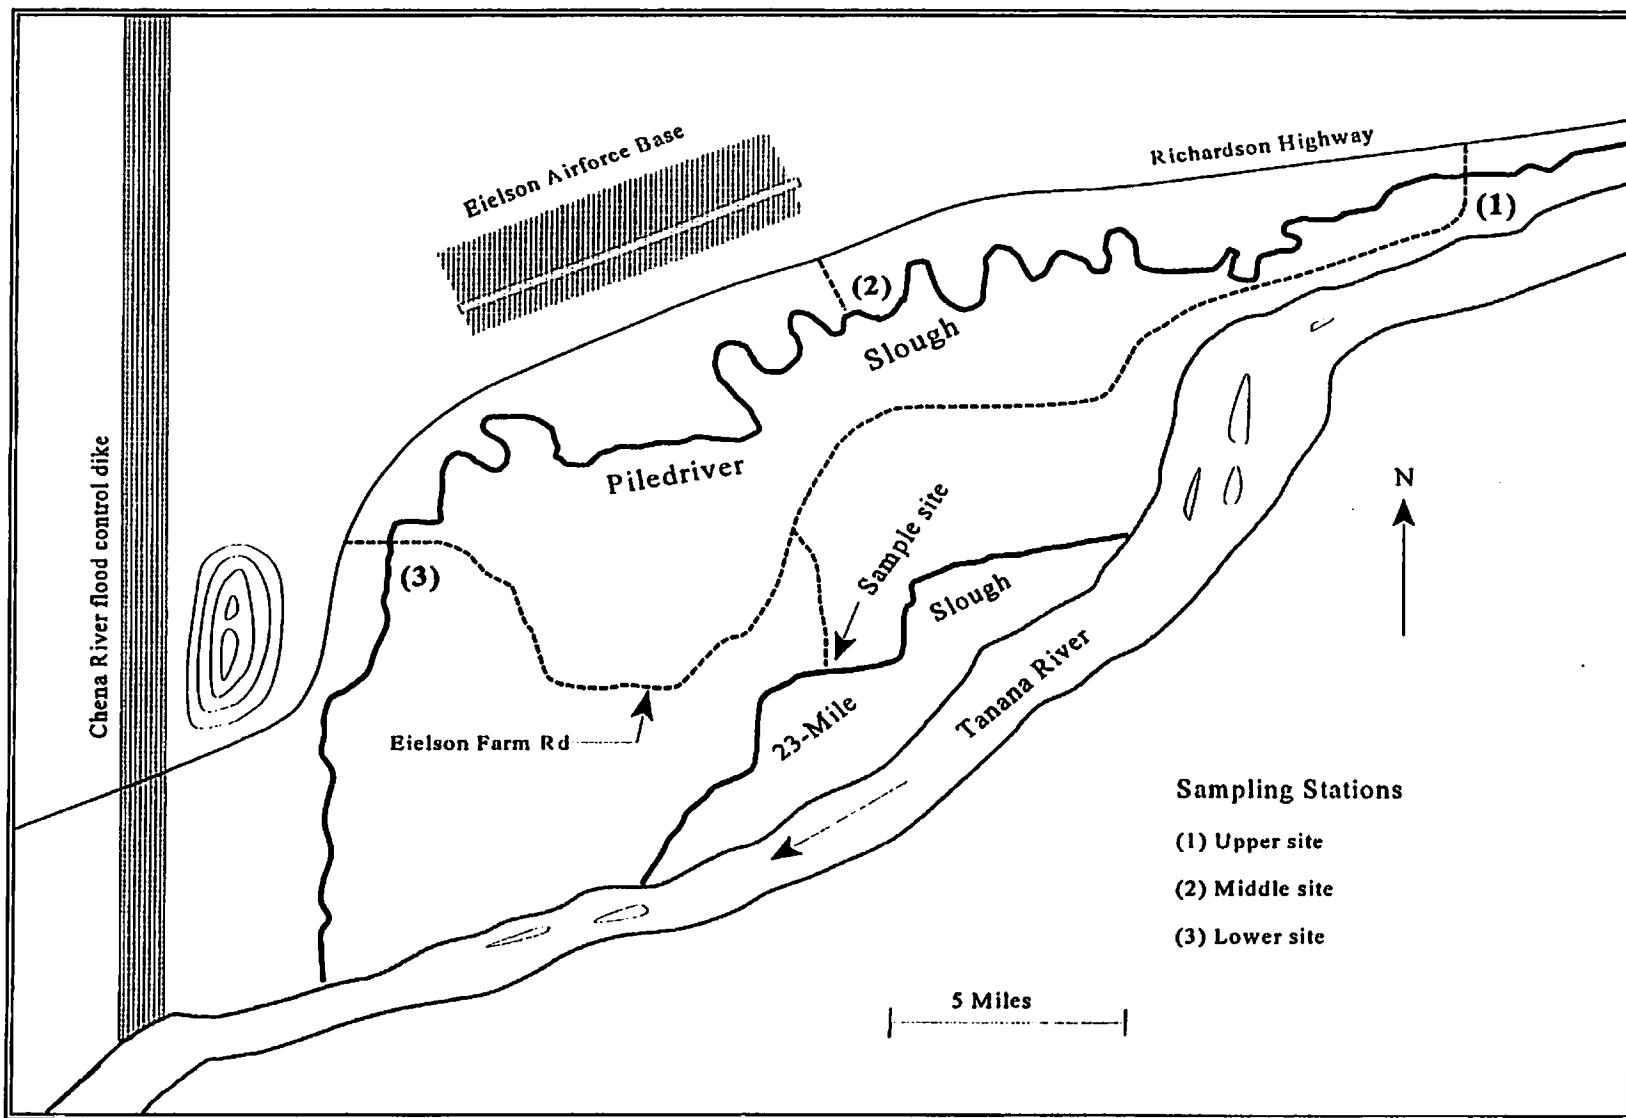 Eielson Airforce Base
Richardson Highway
(1)
(2)
Slough
Piledriver
N
Sample site
(3)
Slough
Chena River flood control dike
Tanana River
23-Mile
Eielson Farm Rd
Sampling Stations
(1) Upper site
(2) Middle site
(3) Lower site
5 Miles